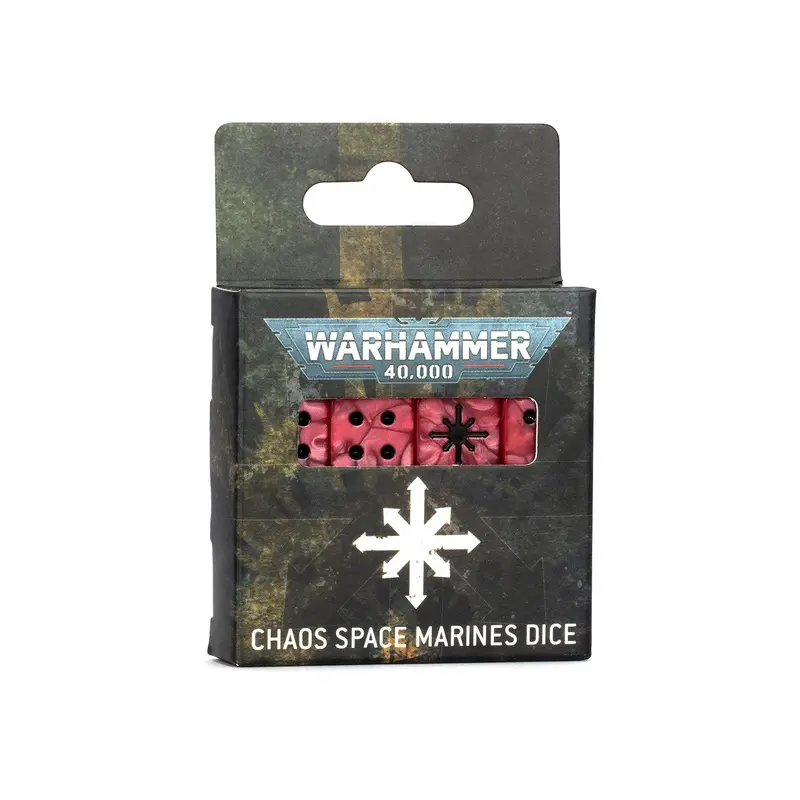 WARHAMMER
40,000
CHAOS SPACE MARINES DICE